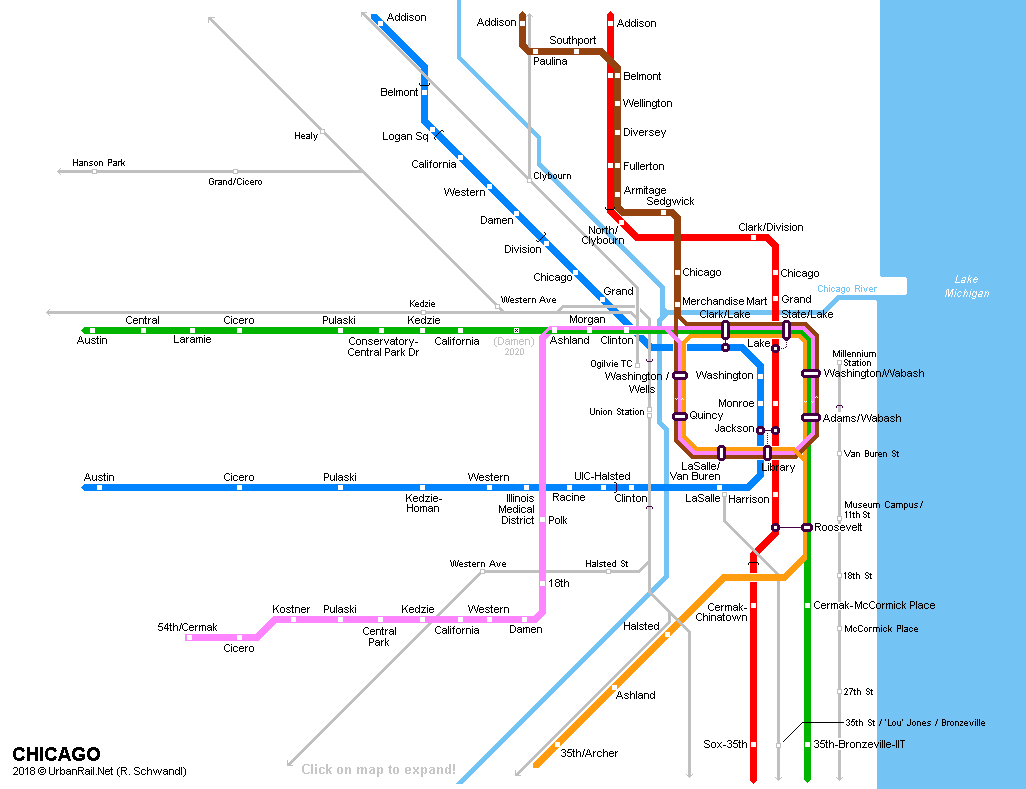 Addison
Addison
Addison
Southport
Paulina
Belmont
Belmont
Wellington
Healy
Logan Sq
Diversey
Hanson Park
California
Fullerton
Grand/Cicero
Clybourn
Western
Armitage
Sedgwick
Damen
North/
Clybourn
Clark/Division
Division
Chicago
Chicago
Chicago
Lake
Michigan
Chicago River
Grand
Grand
Western Ave
Merchandise Mart
Kedzie
Clark/Lake
State/Lake
Central
Cicero
Pulaski
Kedzie
Morgan
Austin
Laramie
Conservatory-
Central Park Dr
California
(Damen)
2020
Ashland
Clinton
Lake
Millennium
Station
Ogilvie TC
Washington /
Wells
Washington
Washington/Wabash
Monroe
Union Station
Quincy
Adams/Wabash
Jackson
Van Buren St
LaSalle/
Van Buren
Library
Austin
Cicero
Pulaski
Western
UIC-Halsted
Kedzie-
Homan
Illinois
Medical
District
Racine
Clinton
LaSalle
Harrison
Museum Campus/
11th St
Polk
Roosevelt
Western Ave
Halsted St
18th St
18th
Kostner
Pulaski
Kedzie
Western
Cermak-
Chinatown
Cermak-McCormick Place
54th/Cermak
Cicero
Central
Park
California
Damen
Halsted
McCormick Place
Ashland
27th St
35th St / 'Lou' Jones / Bronzeville
35th/Archer
Sox-35th
35th-Bronzeville-IIT
CHICAGO
2018 © UrbanRail.Net (R. Schwandl)
Click on map to expand!